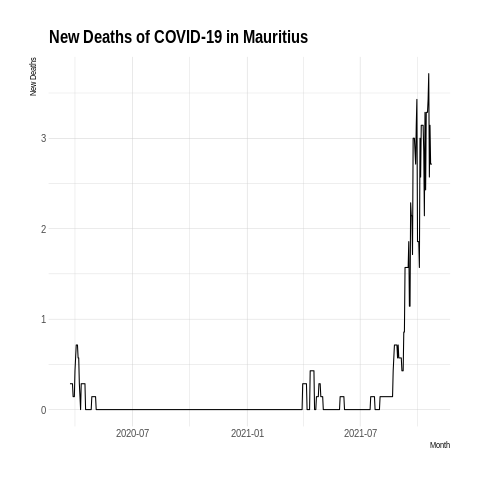 New Deaths of COVID-19 in Mauritius
New Deaths
3
2
1
0
2020-07
2021-01
2021-07
Month